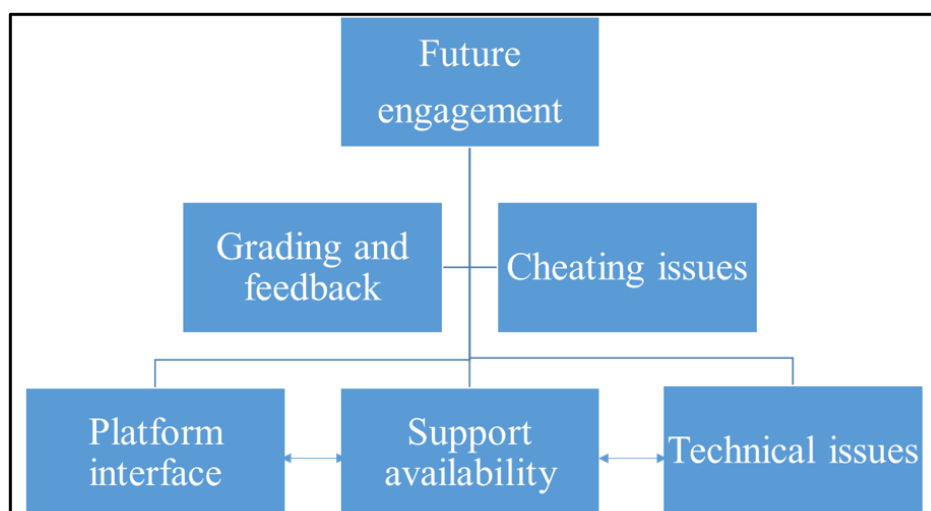 Future
engagement
Grading and
feedback
Cheating issues
Platform
interface
Support
availability
Technical issues